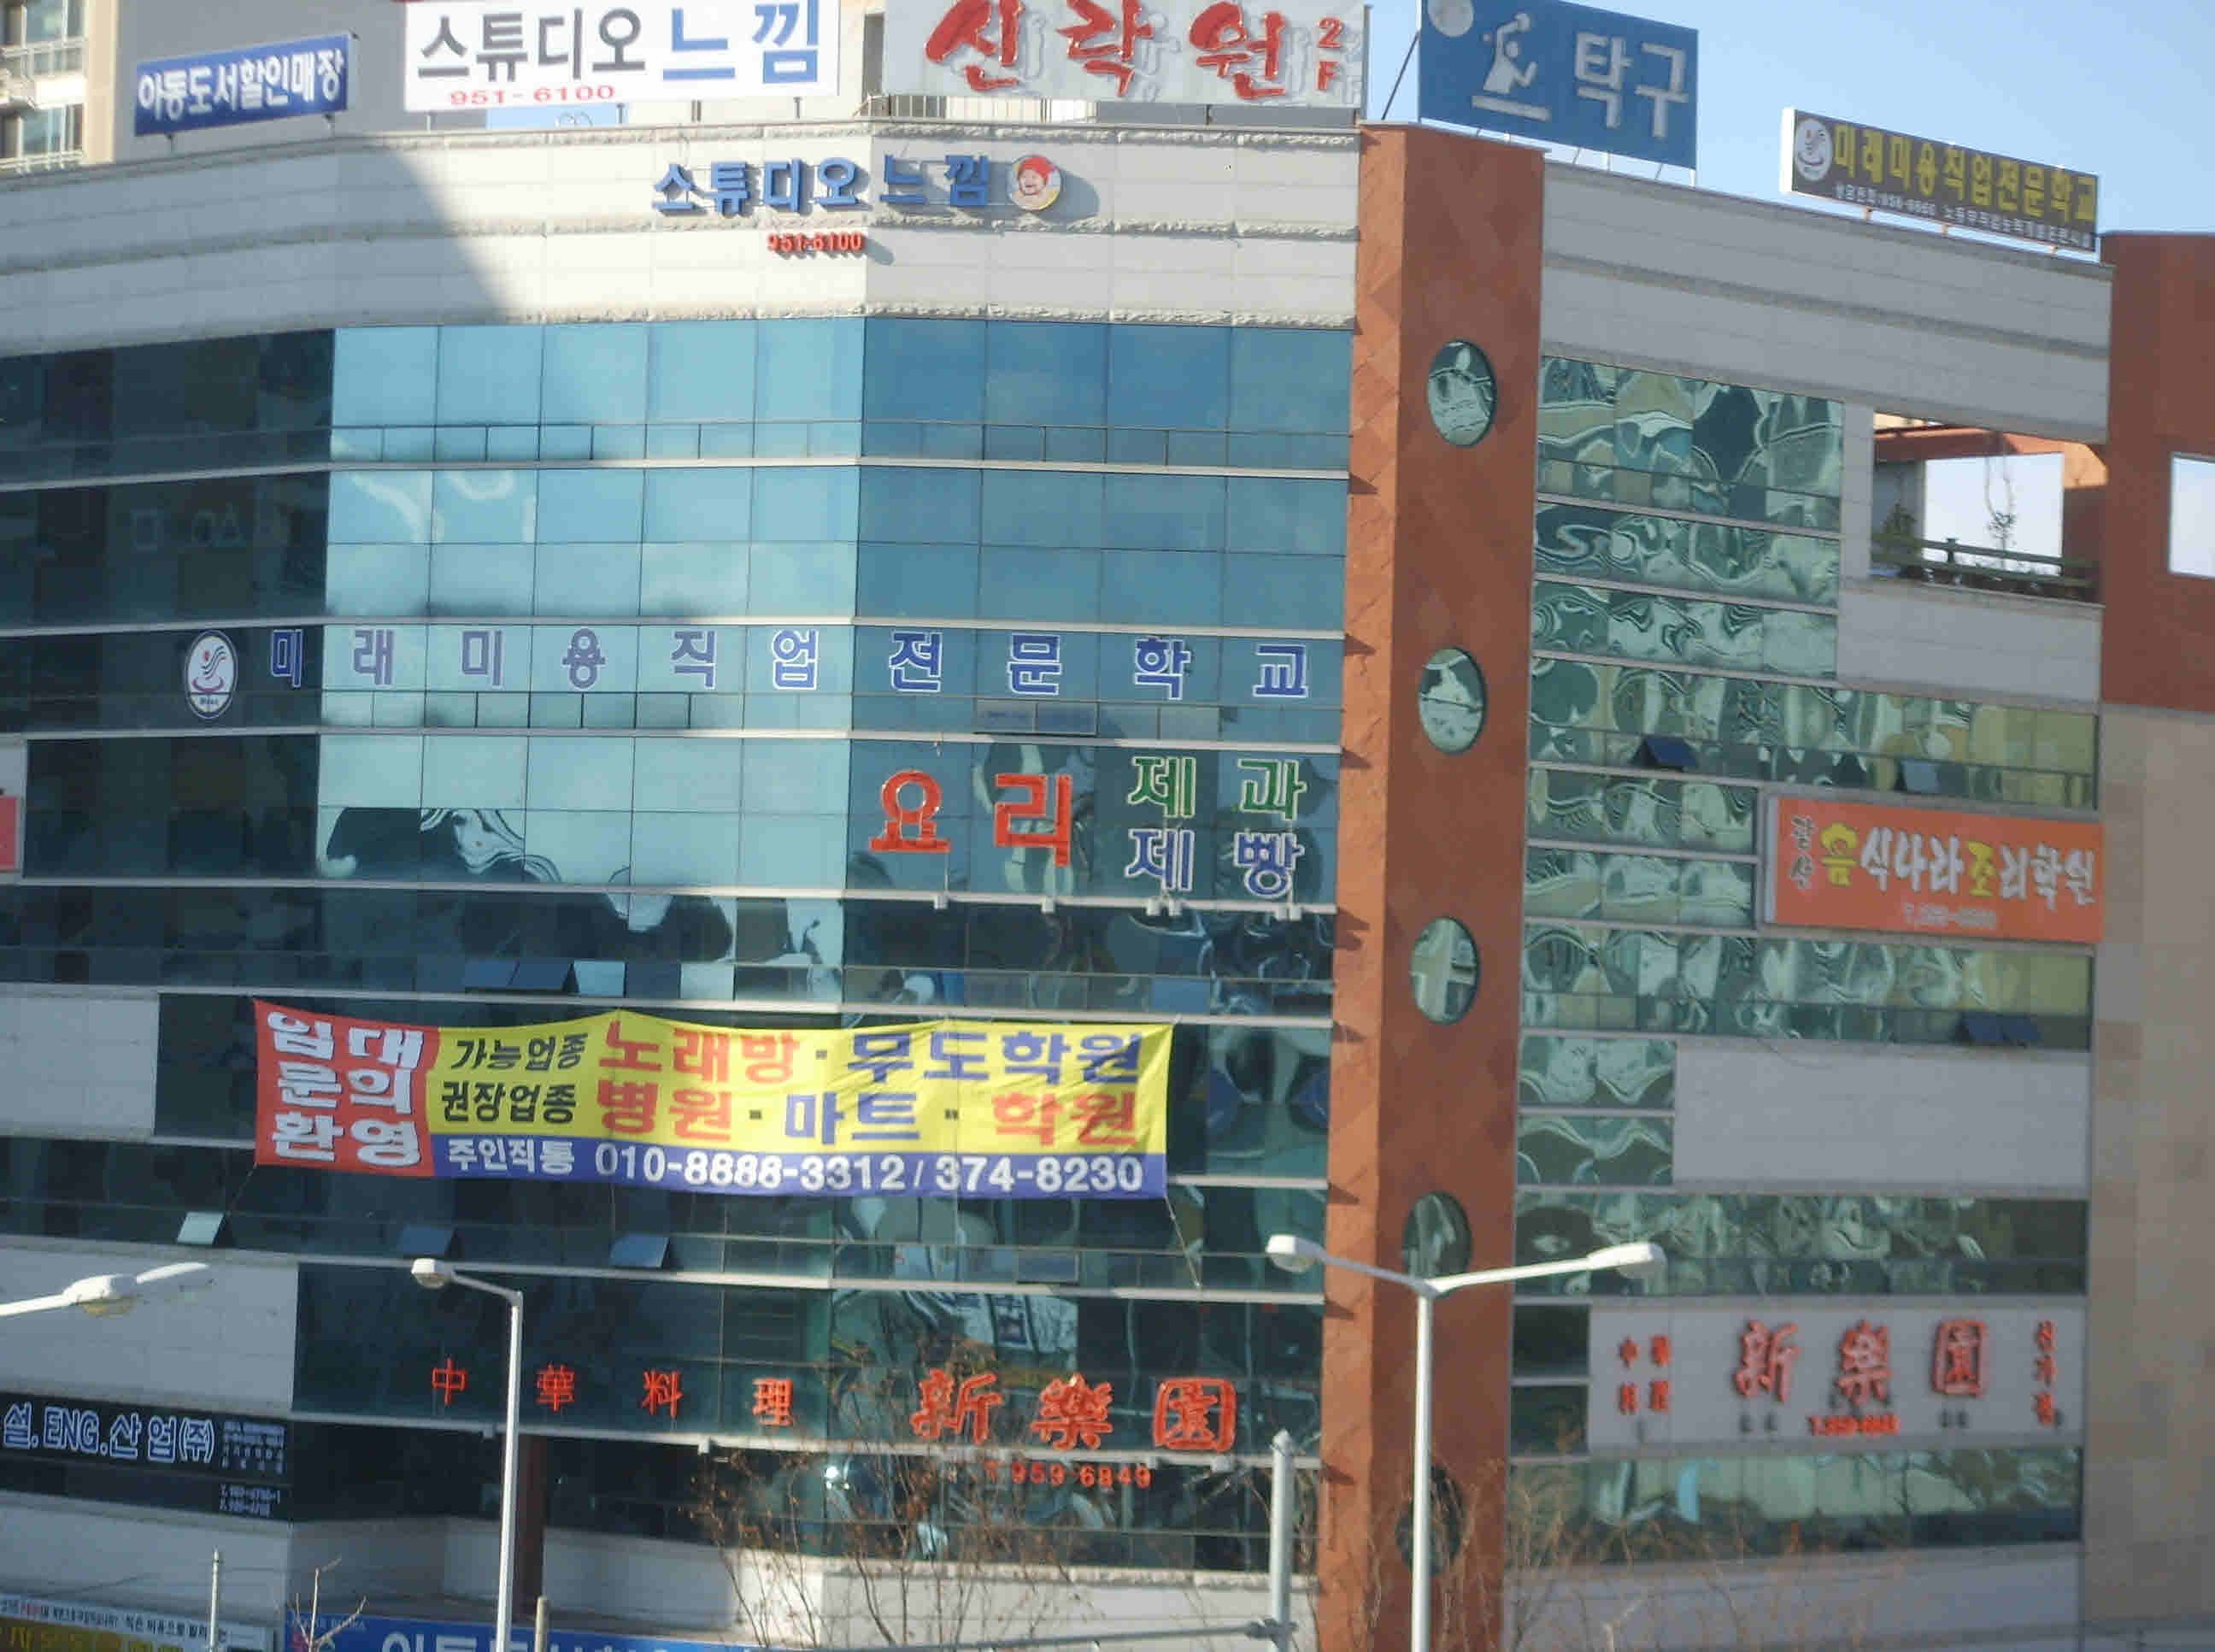 아동도서할인매장
스튜디오 느낌
951-6100
신락원 2F
탁구
미래미용직업전문학교
스튜디오 느낌
951-6100
미래미용직업전문학교
요리
제과
제빵
음식나라조리학원
임대
문의
환영
가능업종 노래방·무도학원
권장업종 병원·마트·학원
주인직통 010-8888-3312 / 374-8230
中華料理 新樂園
T.959-6849
中華
料理
新樂園
설.ENG.산업(주)